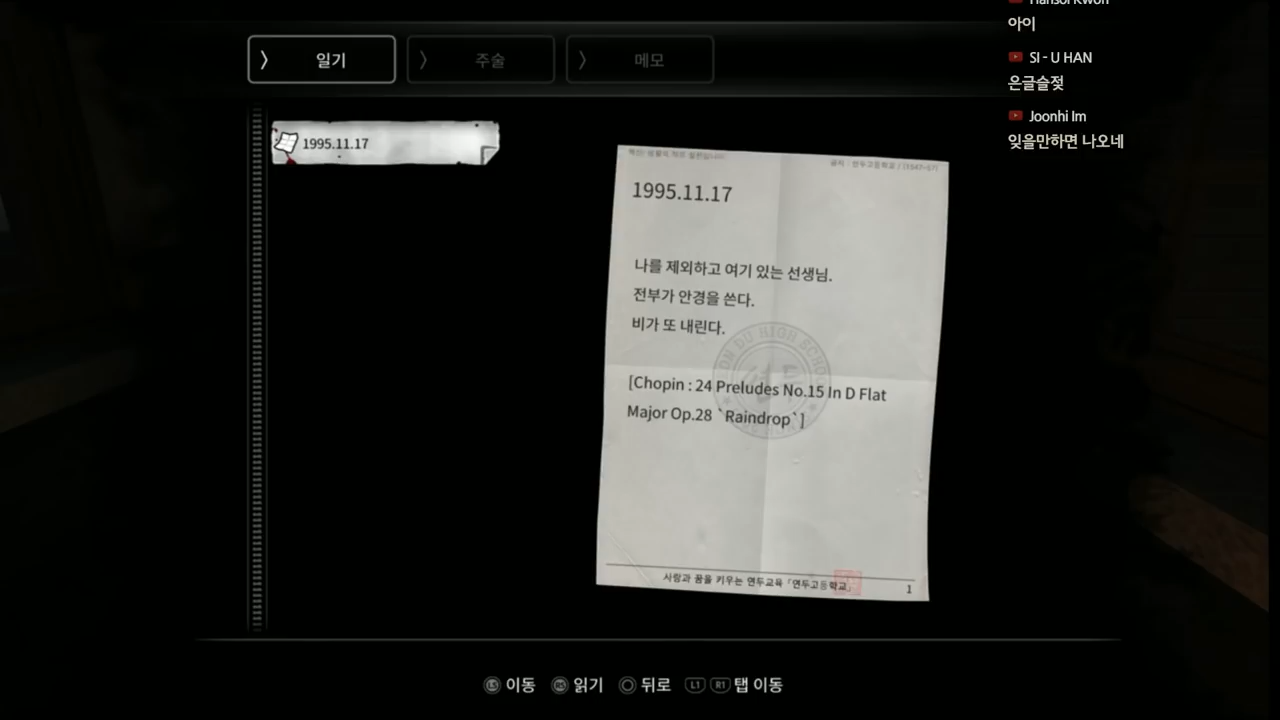 Hansol Kwon
아이
SI - U HAN
은글슬젖
Joonhi Im
잊을만하면 나오네
일기
주술
메모
1995.11.17
1995.11.17
나를 제외하고 여기 있는 선생님.
전부가 안경을 쓴다.
비가 또 내린다.
[Chopin : 24 Preludes No.15 In D Flat
Major Op.28 `Raindrop`]
사랑과 꿈을 키우는 연두교육 「연두고등학교」
1
이동
읽기
뒤로
L1
R1
탭 이동